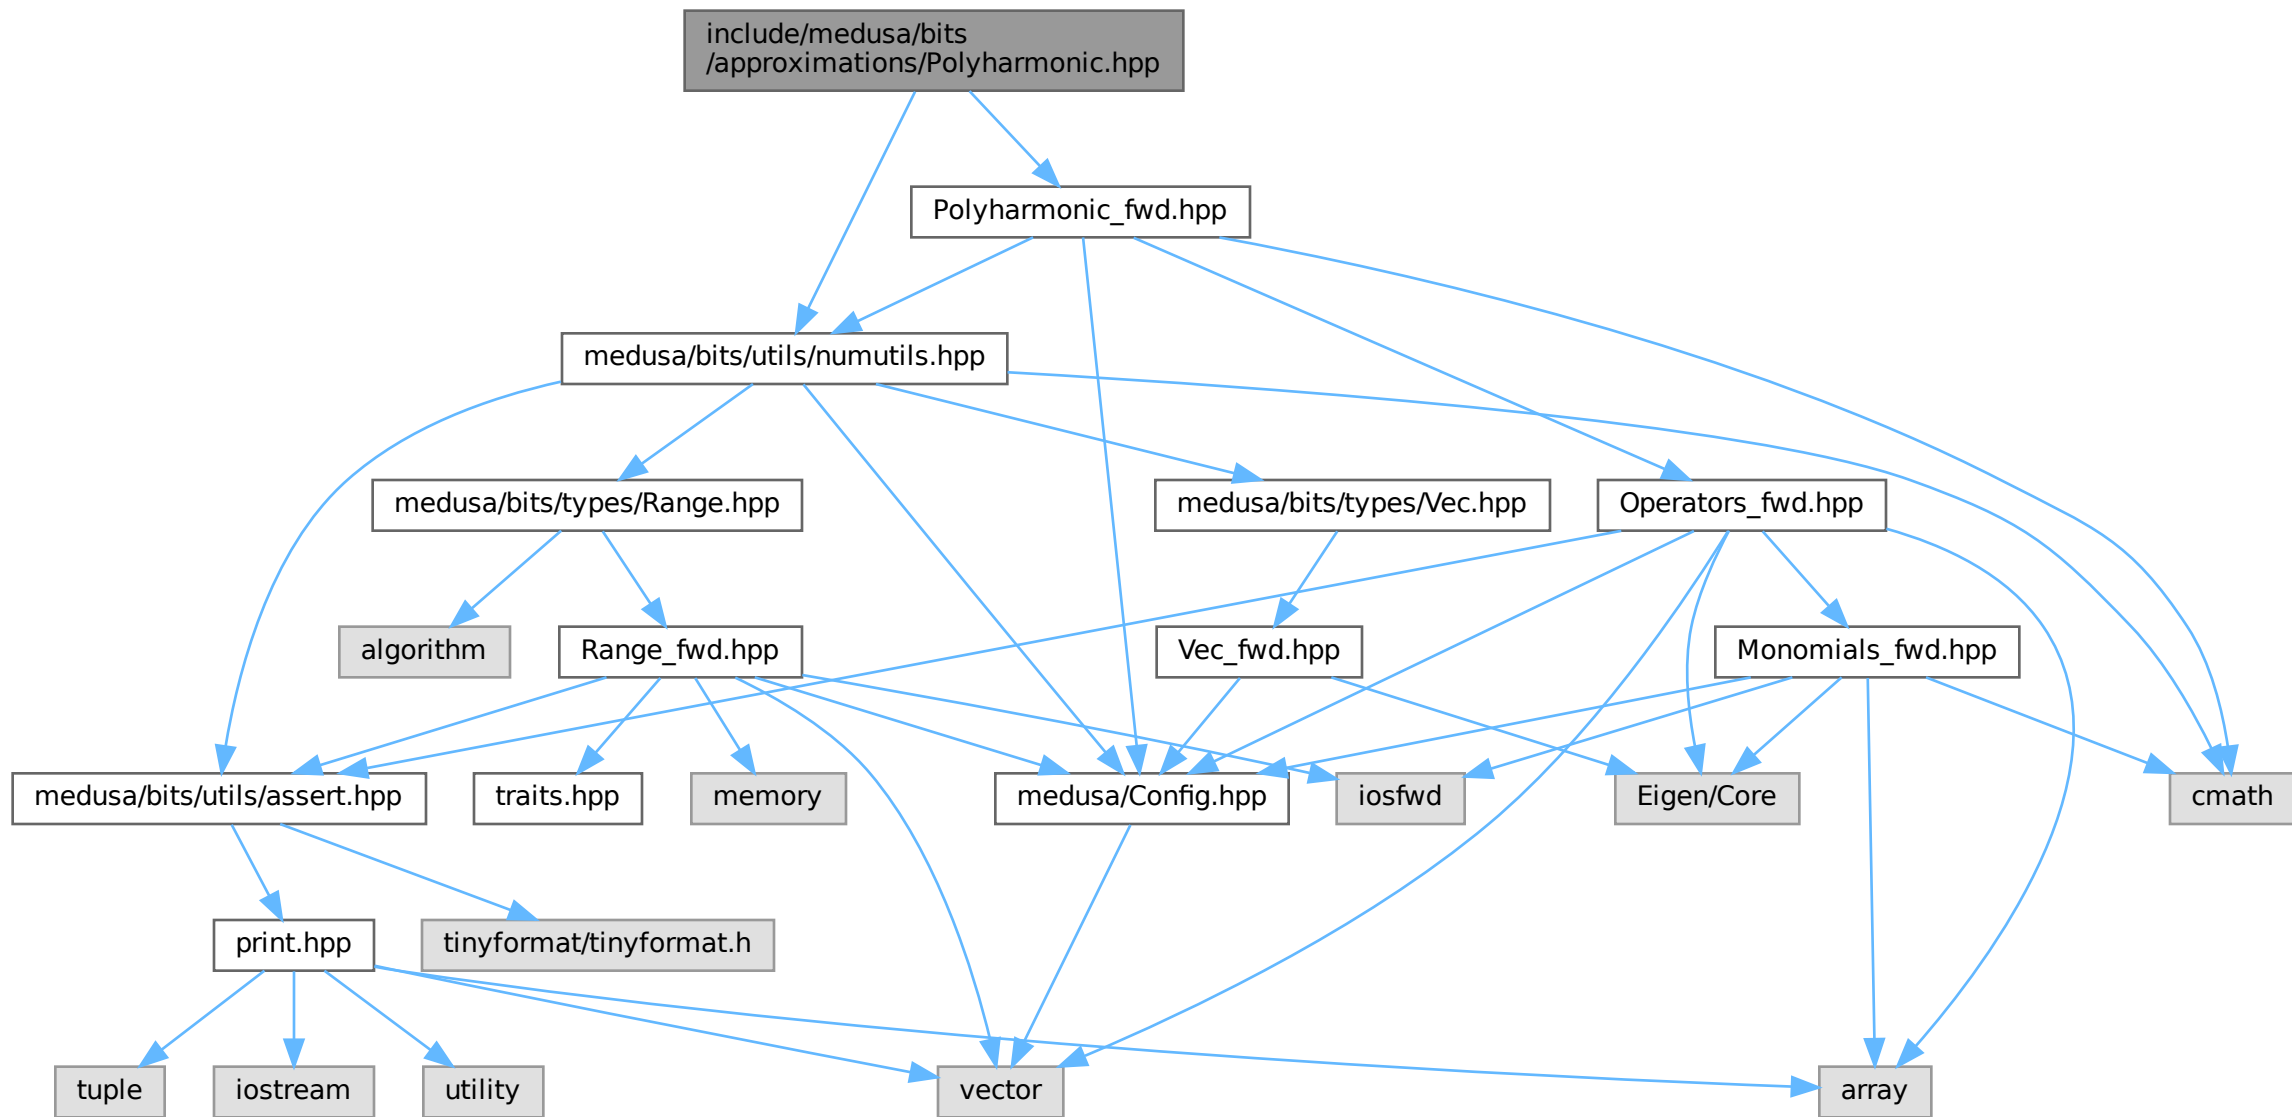 include/medusa/bits
/approximations/Polyharmonic.hpp
Polyharmonic_fwd.hpp
medusa/bits/utils/numutils.hpp
medusa/bits/types/Range.hpp
medusa/bits/types/Vec.hpp
Operators_fwd.hpp
algorithm
Range_fwd.hpp
Vec_fwd.hpp
Monomials_fwd.hpp
medusa/bits/utils/assert.hpp
traits.hpp
memory
medusa/Config.hpp
iosfwd
Eigen/Core
cmath
print.hpp
tinyformat/tinyformat.h
tuple
iostream
utility
vector
array